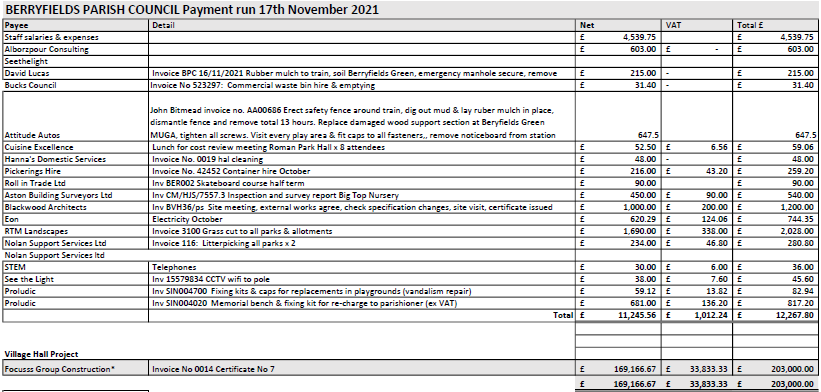 BERRYFIELDS PARISH COUNCIL Payment run 17th November 2021
Payee Detail Net VAT Total £
Staff salaries & expenses £ 4,539.75 £ 4,539.75
Alborzpour Consulting £ 603.00 £ - £ 603.00
Seethelight
David Lucas Invoice BPC 16/11/2021 Rubber mulch to train, soil Berryfields Green, emergency manhole secure, remove £ 215.00 - £ 215.00
Bucks Council Invoice No 523297: Commercial waste bin hire & emptying £ 31.40 - £ 31.40
John Bitmead invoice no. AA00686 Erect safety fence around train, dig out mud & lay ruber mulch in place,
dismantle fence and remove total 13 hours. Replace damaged wood support section at Beryfields Green
Attitude Autos MUGA, tighten all screws. Visit every play area & fit caps to all fasteners,, remove noticeboard from station 647.5 647.5
Cuisine Excellence Lunch for cost review meeting Roman Park Hall x 8 attendees £ 52.50 £ 6.56 £ 59.06
Hanna's Domestic Services Invoice No. 0019 hal cleaning £ 48.00 - £ 48.00
Pickerings Hire Invoice No. 42452 Container hire October £ 216.00 £ 43.20 £ 259.20
Roll in Trade Ltd Inv BER002 Skateboard course half term £ 90.00 £ 90.00
Aston Building Surveyors Ltd Inv CM/HJS/7557.3 Inspection and survey report Big Top Nursery £ 450.00 £ 90.00 £ 540.00
Blackwood Architects Inv BVH36/ps Site meeting, external works agree, check specification changes, site visit, certificate issued £ 1,000.00 £ 200.00 £ 1,200.00
Eon Electricity October £ 620.29 £ 124.06 £ 744.35
RTM Landscapes Invoice 3100 Grass cut to all parks & allotments £ 1,690.00 £ 338.00 £ 2,028.00
Nolan Support Services Ltd Invoice 116: Litterpicking all parks x 2 £ 234.00 £ 46.80 £ 280.80
Nolan Support Services ltd
STEM Telephones £ 30.00 £ 6.00 £ 36.00
See the Light Inv 15579834 CCTV wifi to pole £ 38.00 £ 7.60 £ 45.60
Proludic Inv SIN004700 Fixing kits & caps for replacements in playgrounds (vandalism repair) £ 59.12 £ 13.82 £ 82.94
Proludic Inv SIN004020 Memorial bench & fixing kit for re-charge to parishioner (ex VAT) £ 681.00 £ 136.20 £ 817.20
Total £ 11,245.56 £ 1,012.24 £ 12,267.80
Village Hall Project
Focusss Group Construction* Invoice No 0014 Certificate No 7 £ 169,166.67 £ 33,833.33 £ 203,000.00
£ 169,166.67 £ 33,833.33 £ 203,000.00